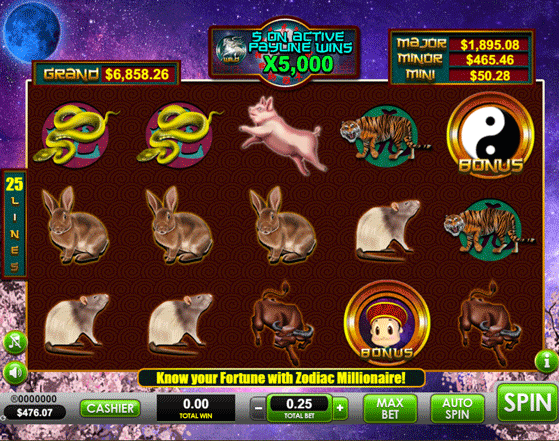 5 ON ACTIVE
PAYLINE WINS
WILD
X5,000
GRAND $6,858.26
MAJOR $1,895.08
MINOR $465.46
MINI $50.28
BONUS
25
LINES
BONUS
Know your Fortune with Zodiac Millionaire!
©0000000
$476.07
CASHIER
0.00
TOTAL WIN
-
0.25
TOTAL BET
+
MAX
BET
AUTO
SPIN
SPIN
i